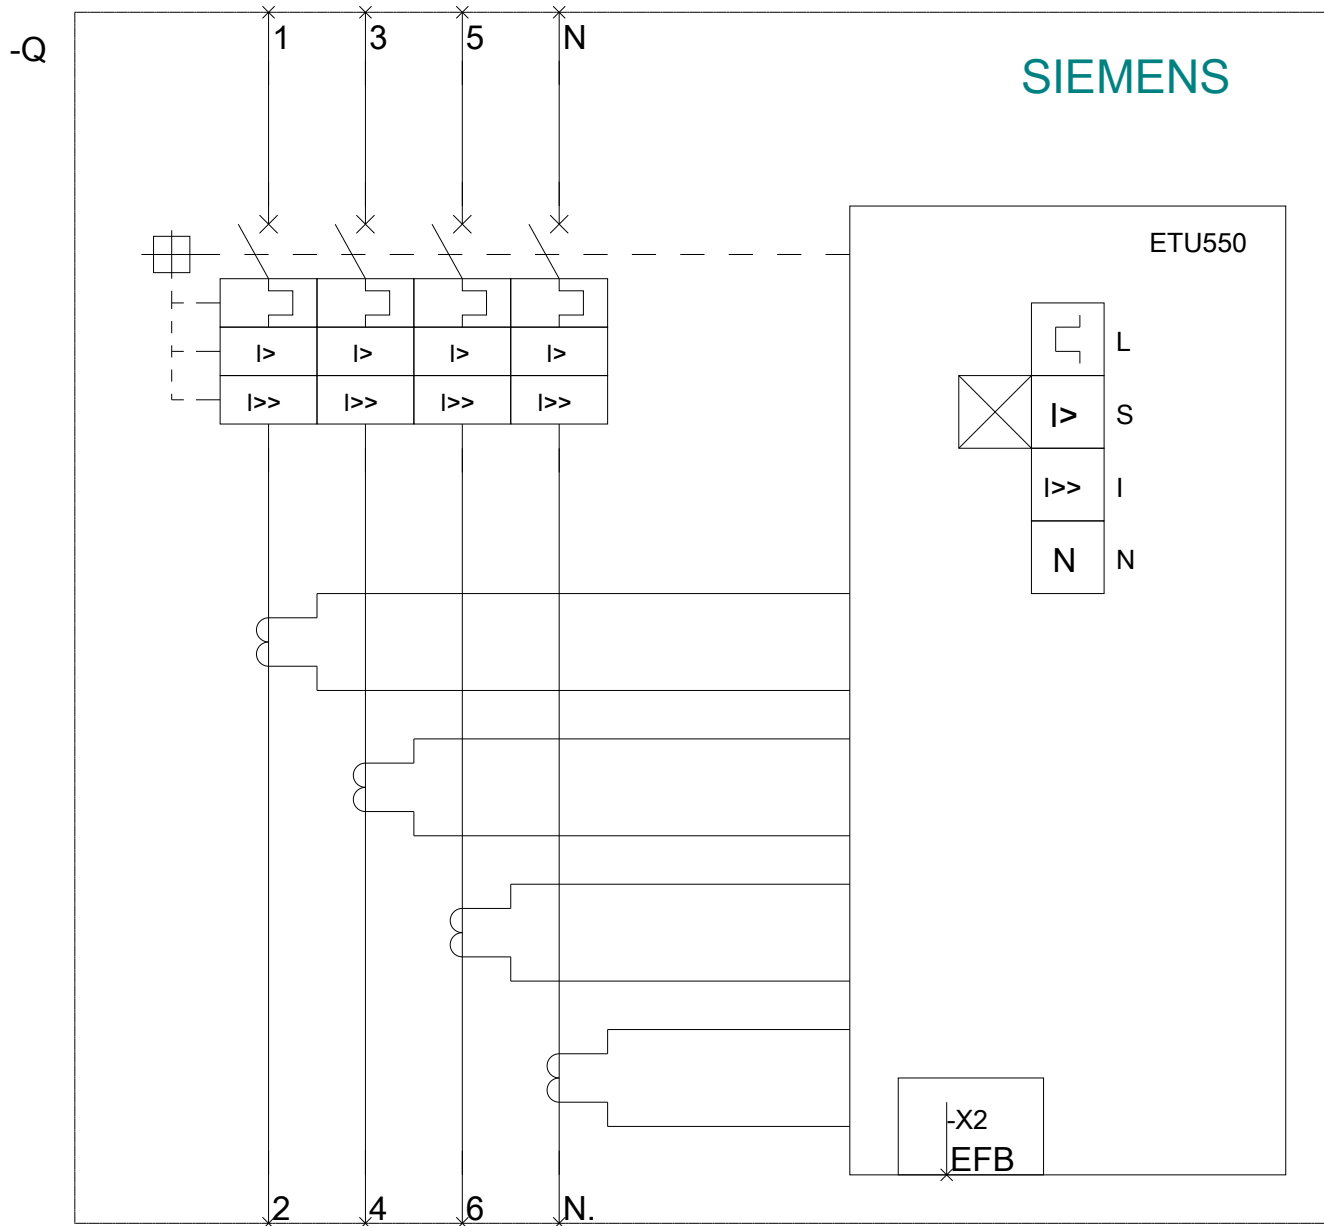 1 3 5 N
-Q
SIEMENS
ETU550
L
I> I> I> I>
I>> I>> I>> I>>
I> S
I>> I
N N
-X2
EFB
2 4 6 N.